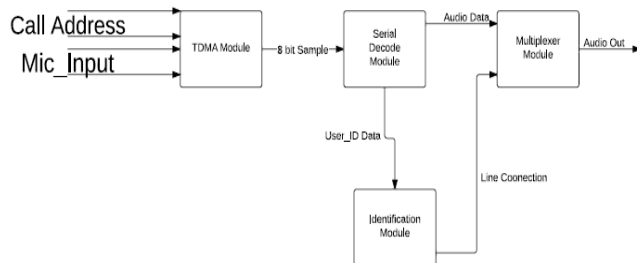 Call Address
Mic_Input
TDMA Module
8 bit Sample
Serial
Decode
Module
Audio Data
Multiplexer
Module
Audio Out
User_ID Data
Line Coonection
Identification
Module